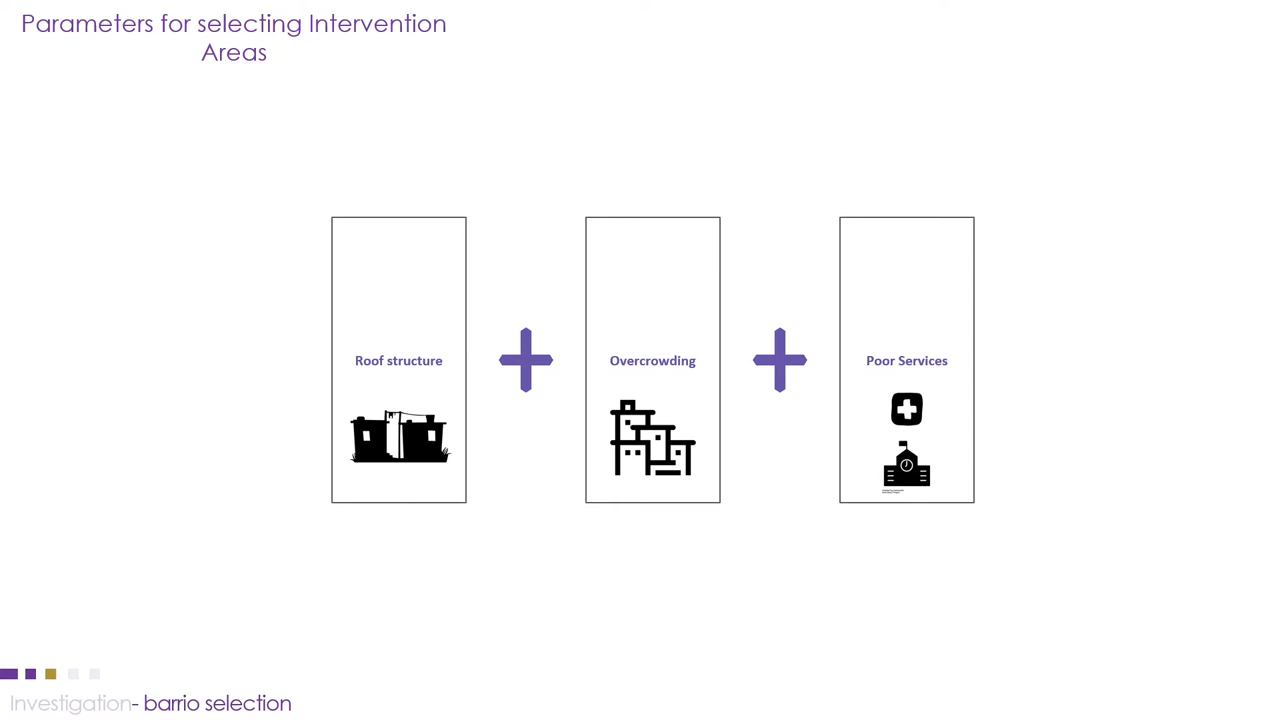 Parameters for selecting Intervention
Areas
Roof structure
Overcrowding
Poor Services
Investigation- barrio selection